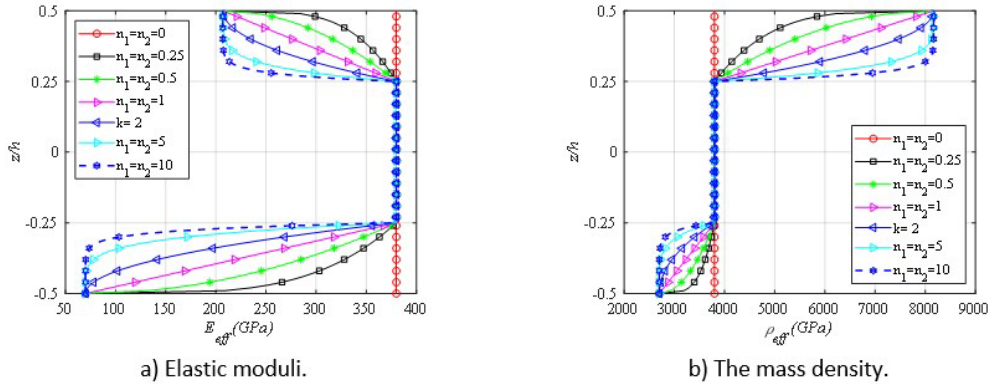 0.5
0.25
0
-0.25
-0.5
z/h
n1=n2=0
n1=n2=0.25
n1=n2=0.5
n1=n2=1
k= 2
n1=n2=5
n1=n2=10
50 100 150 200 250 300 350 400
E eff (GPa)
a) Elastic moduli.
0.5
0.25
0
-0.25
-0.5
z/h
n1=n2=0
n1=n2=0.25
n1=n2=0.5
n1=n2=1
k= 2
n1=n2=5
n1=n2=10
2000 3000 4000 5000 6000 7000 8000 9000
ρ eff (GPa)
b) The mass density.